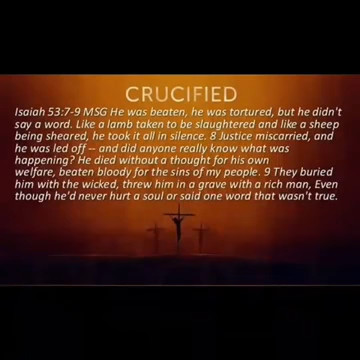 CRUCIFIED
Isaiah 53:7-9 MSG He was beaten, he was tortured, but he didn't
say a word. Like a lamb taken to be slaughtered and like a sheep
being sheared, he took it all in silence. 8 Justice miscarried, and
he was led off -- and did anyone really know what was
happening? He died without a thought for his own
welfare, beaten bloody for the sins of my people. 9 They buried
him with the wicked, threw him in a grave with a rich man, Even
though he'd never hurt a soul or said one word that wasn't true.